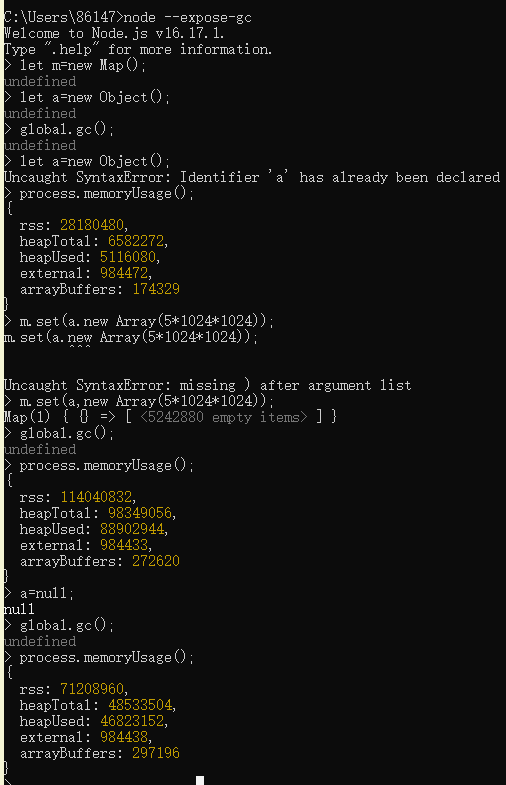 C:\Users\86147>node --expose-gc
Welcome to Node.js v16.17.1.
Type ".help" for more information.
> let m=new Map();
undefined
> let a=new Object();
undefined
> global.gc();
undefined
> let a=new Object();
Uncaught SyntaxError: Identifier 'a' has already been declared
> process.memoryUsage();
{
  rss: 28180480,
  heapTotal: 6582272,
  heapUsed: 5116080,
  external: 984472,
  arrayBuffers: 174329
}
> m.set(a.new Array(5*1024*1024));
m.set(a.new Array(5*1024*1024));
        ^^^
Uncaught SyntaxError: missing ) after argument list
> m.set(a,new Array(5*1024*1024));
Map(1) { {} => [ <5242880 empty items> ] }
> global.gc();
undefined
> process.memoryUsage();
{
  rss: 114040832,
  heapTotal: 98349056,
  heapUsed: 88902944,
  external: 984433,
  arrayBuffers: 272620
}
> a=null;
null
> global.gc();
undefined
> process.memoryUsage();
{
  rss: 71208960,
  heapTotal: 48533504,
  heapUsed: 46823152,
  external: 984438,
  arrayBuffers: 297196
}
>